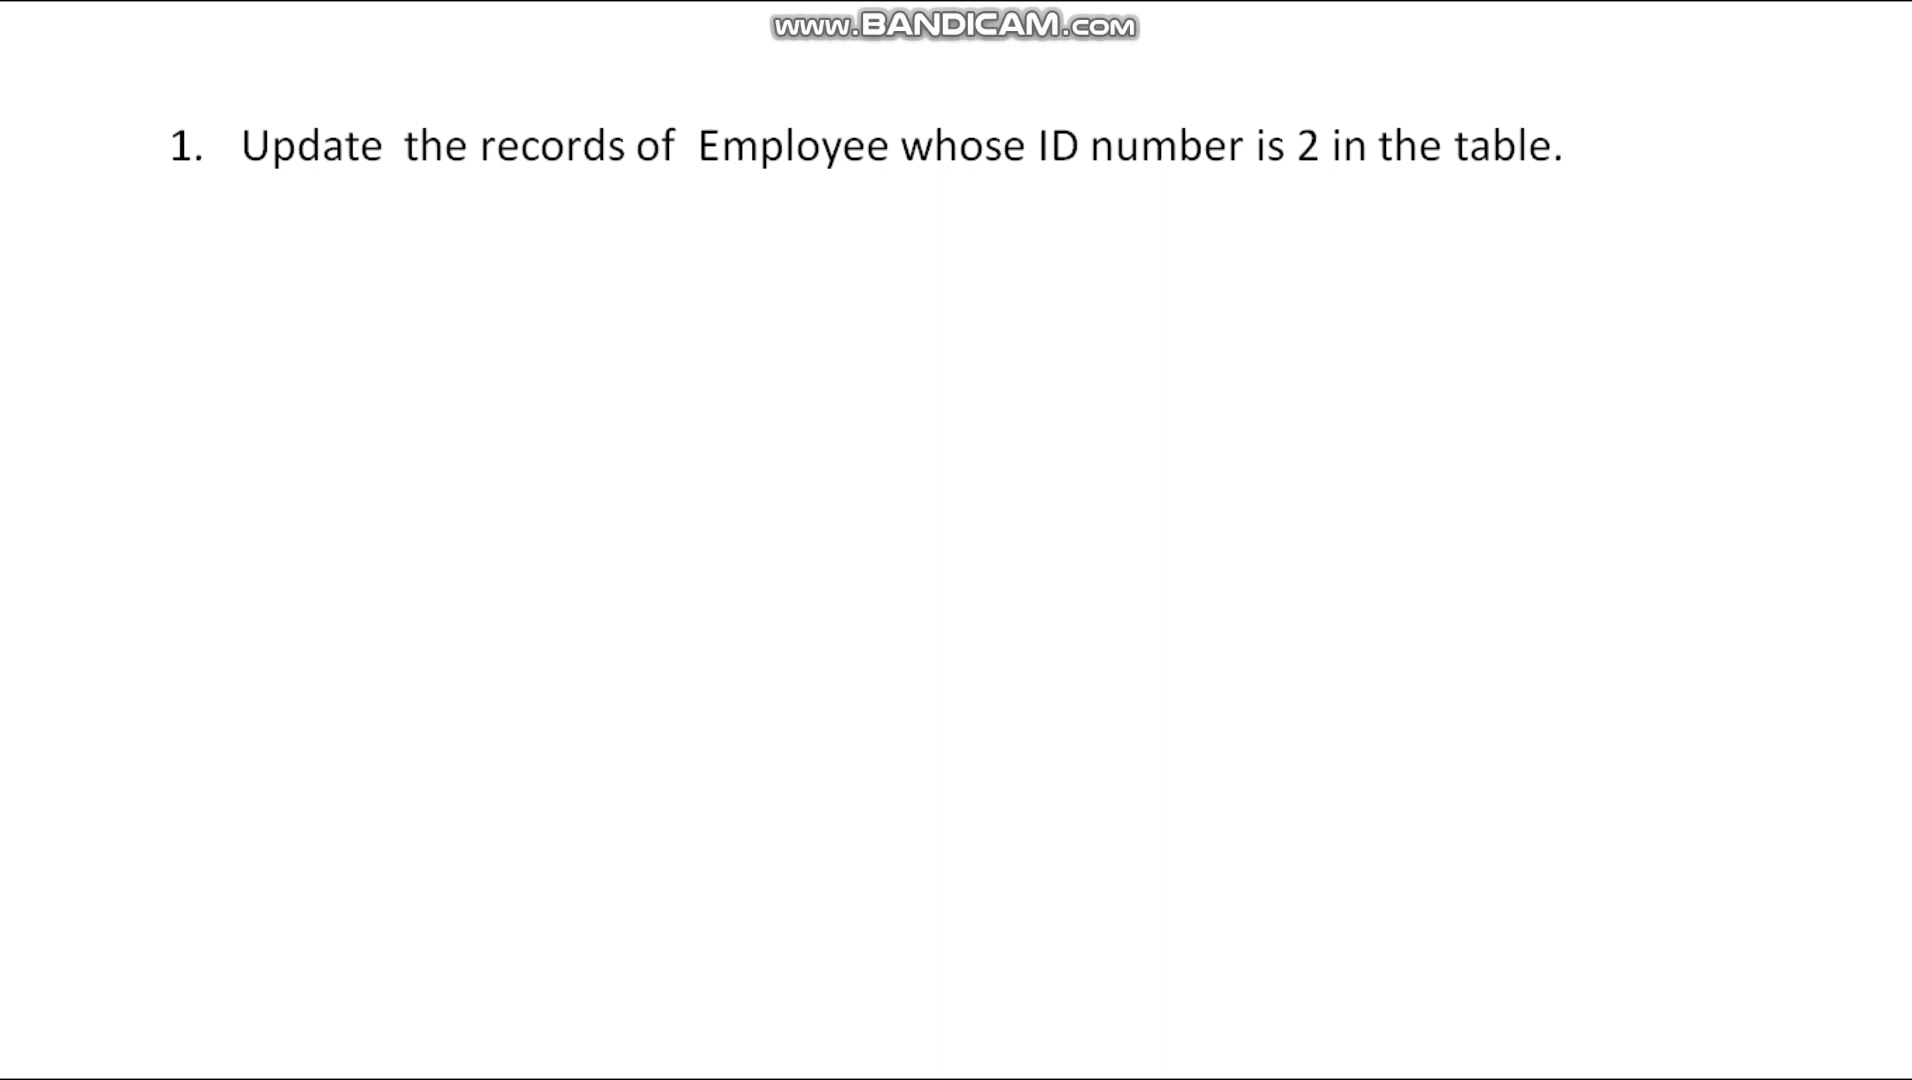 www.BANDICAM.COM
1. Update the records of Employee whose ID number is 2 in the table.